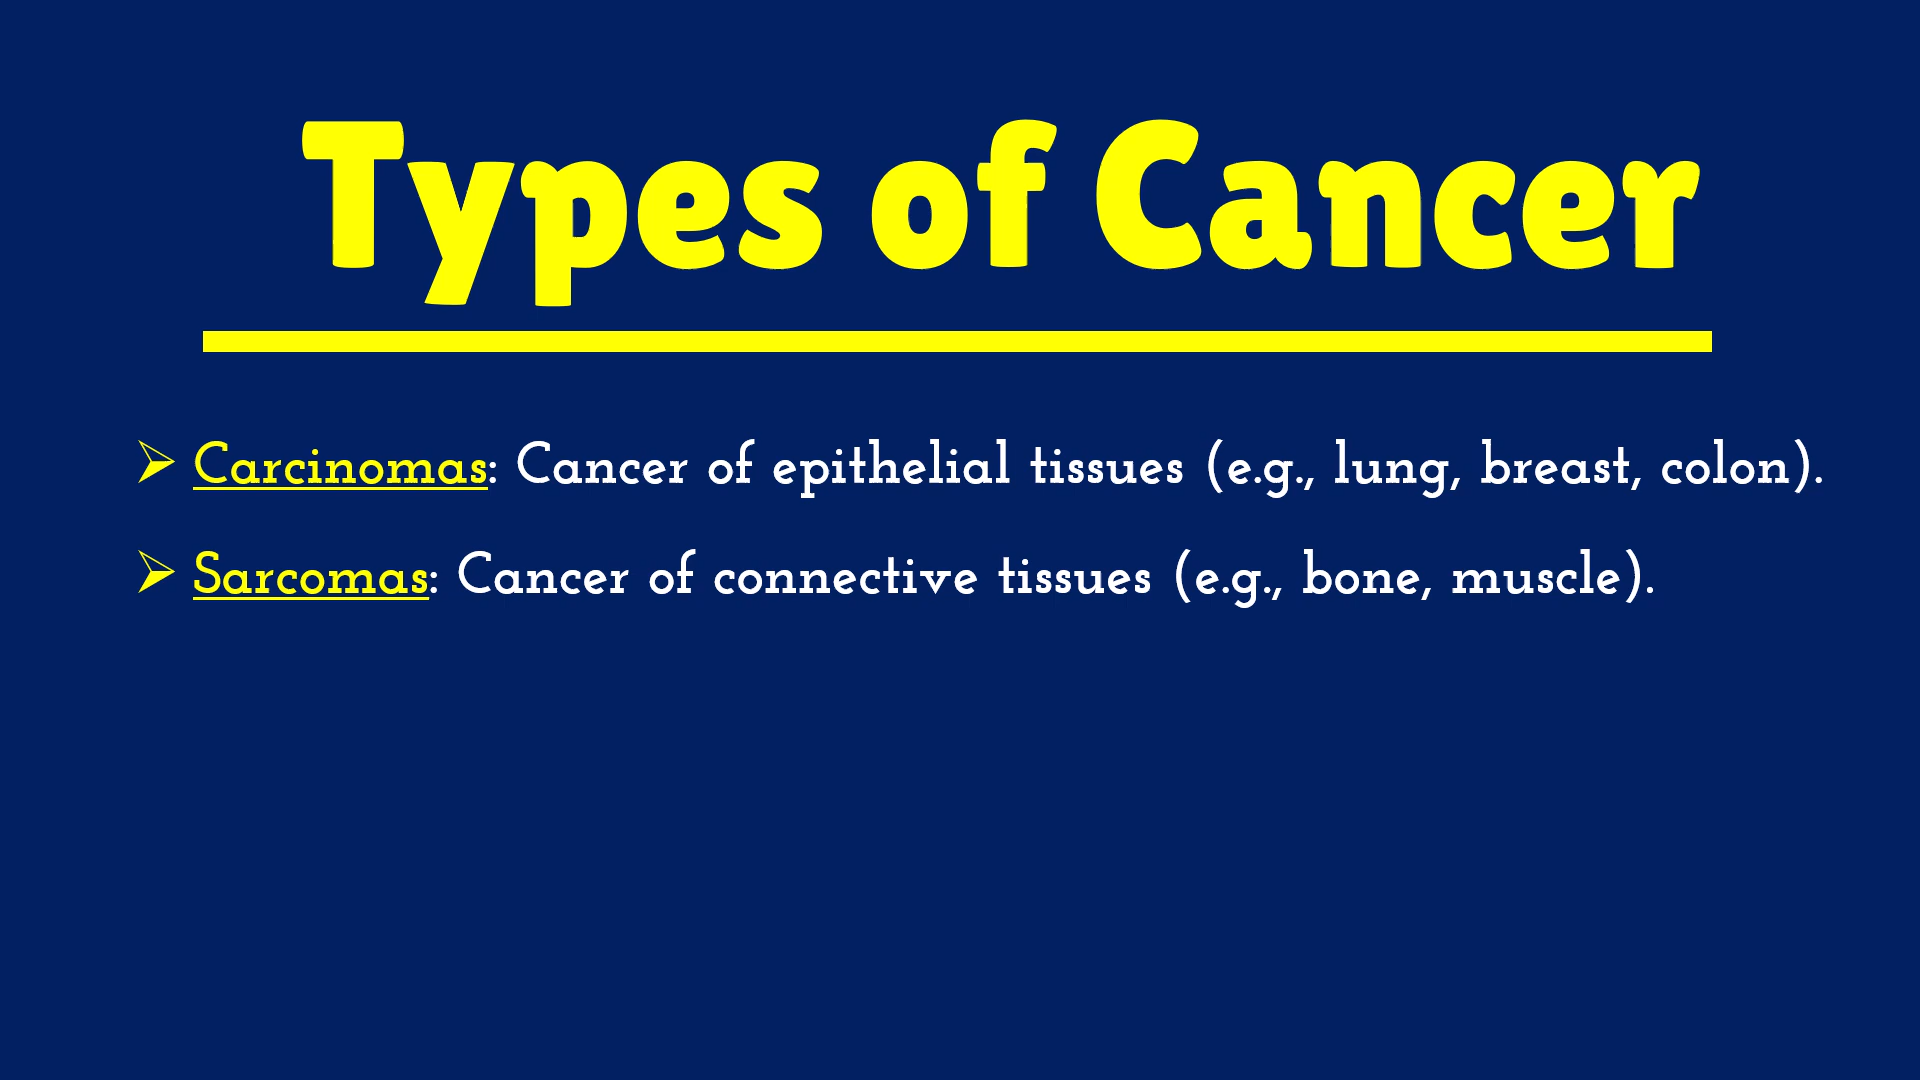 Types of Cancer
➢ Carcinomas: Cancer of epithelial tissues (e.g., lung, breast, colon).
➢ Sarcomas: Cancer of connective tissues (e.g., bone, muscle).